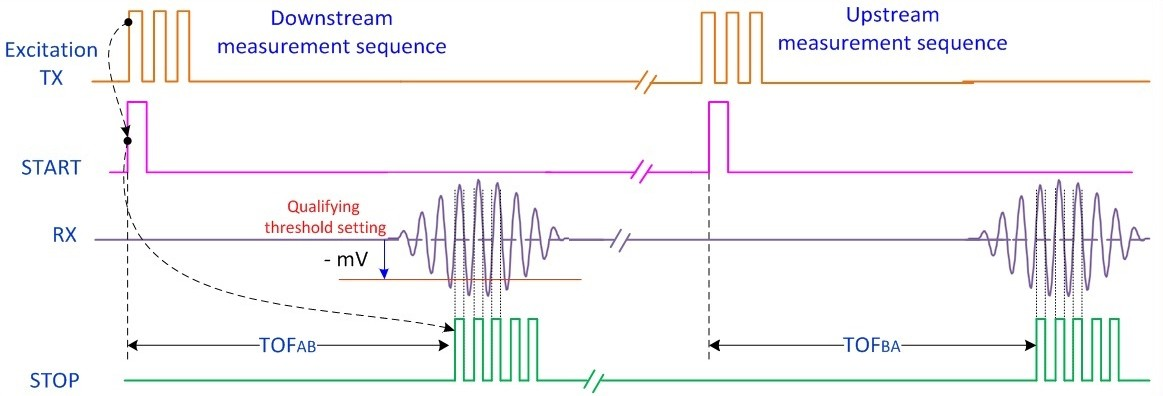 Downstream
measurement sequence
Upstream
measurement sequence
Excitation
TX
START
Qualifying
threshold setting
RX
- mV
TOFAB
TOFBA
STOP